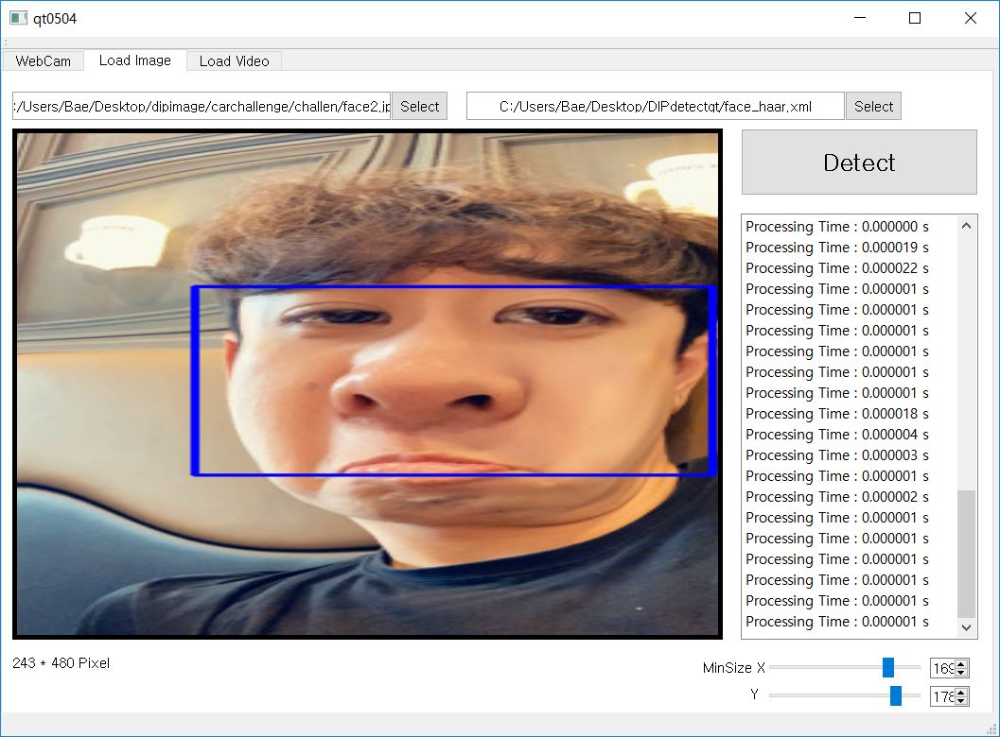 qt0504
WebCam Load Image Load Video
:/Users/Bae/Desktop/dipimage/carchallenge/challen/face2.jp Select C:/Users/Bae/Desktop/DIPdetectqt/face_haar.xml Select
Detect
Processing Time : 0.000000 s
Processing Time : 0.000019 s
Processing Time : 0.000022 s
Processing Time : 0.000001 s
Processing Time : 0.000001 s
Processing Time : 0.000001 s
Processing Time : 0.000001 s
Processing Time : 0.000001 s
Processing Time : 0.000001 s
Processing Time : 0.000018 s
Processing Time : 0.000004 s
Processing Time : 0.000003 s
Processing Time : 0.000001 s
Processing Time : 0.000002 s
Processing Time : 0.000001 s
Processing Time : 0.000001 s
Processing Time : 0.000001 s
Processing Time : 0.000001 s
Processing Time : 0.000001 s
Processing Time : 0.000001 s
243 * 480 Pixel
MinSize X 169
Y 178